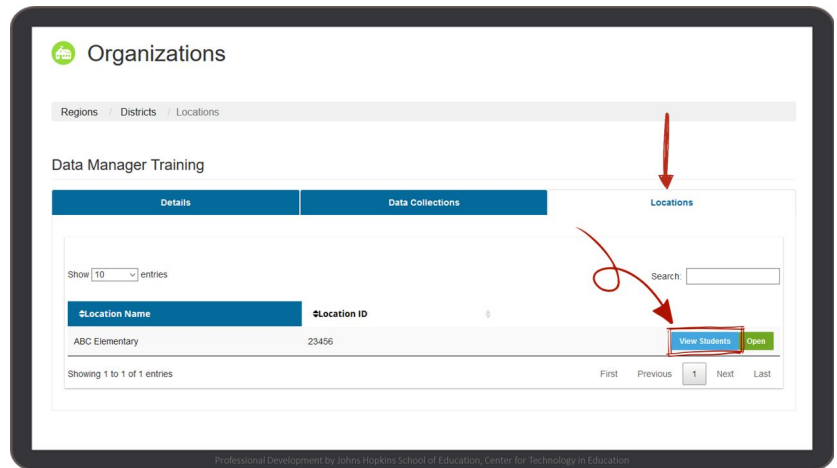 Organizations
Regions / Districts / Locations
Data Manager Training
Details Data Collections Locations
Show 10 entries Search:
Location Name Location ID
ABC Elementary 23456 View Students Open
Showing 1 to 1 of 1 entries First Previous 1 Next Last
Professional Development by Johns Hopkins School of Education, Center for Technology in Education